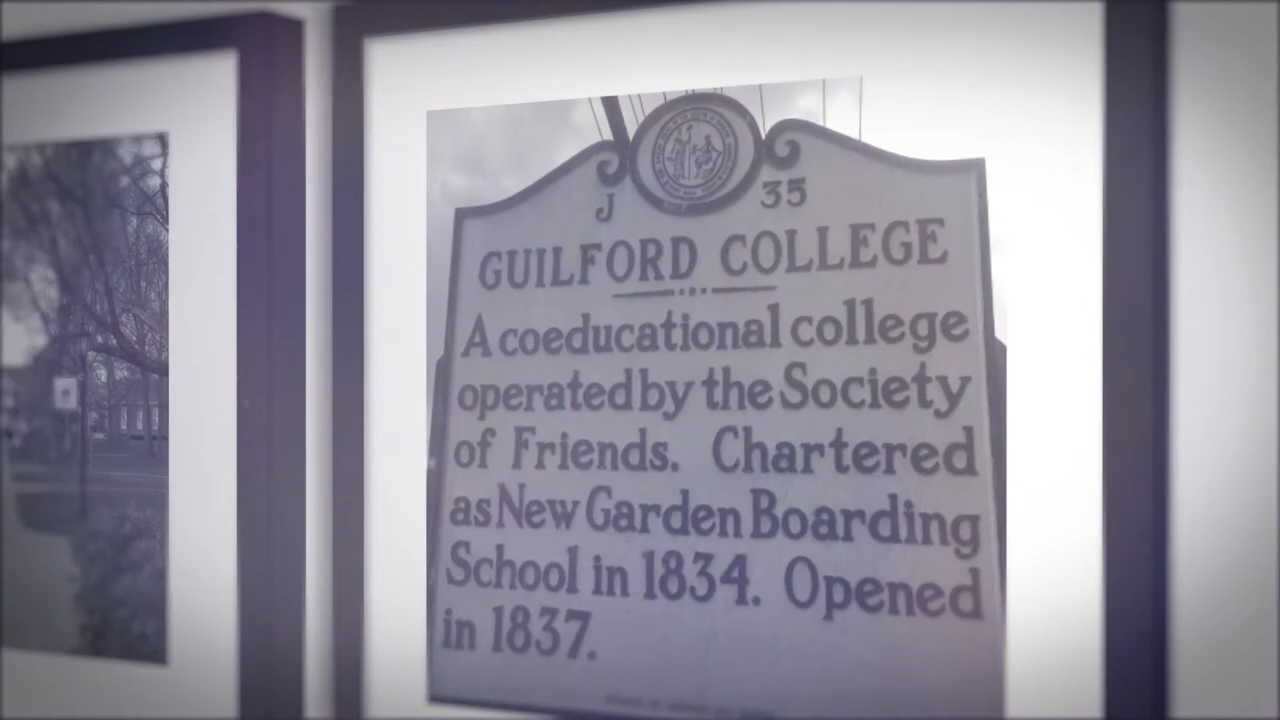 J 35
GUILFORD COLLEGE
A coeducational college
operated by the Society
of Friends. Chartered
as New Garden Boarding
School in 1834. Opened
in 1837.